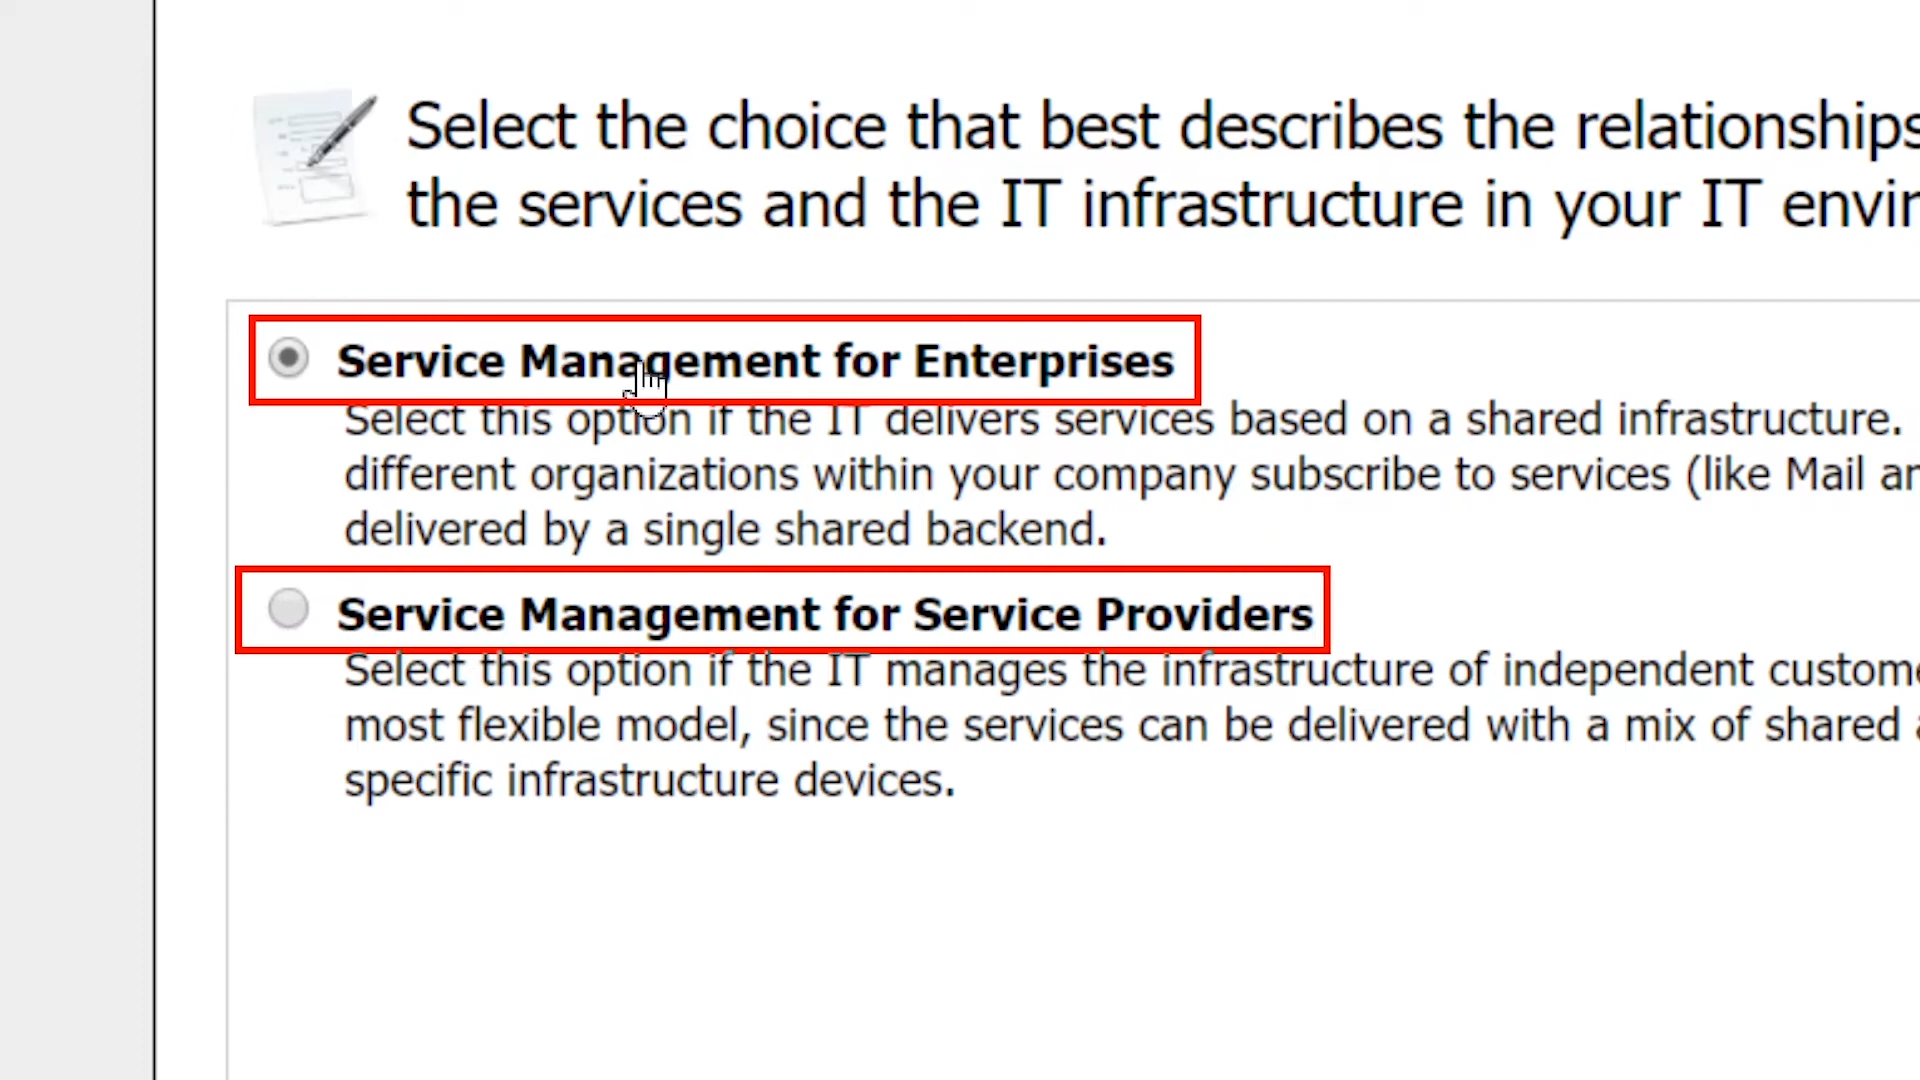 Select the choice that best describes the relationships
the services and the IT infrastructure in your IT
Service Management for Enterprises
Select this option if the IT delivers services based on a shared infrastructure.
different organizations within your company subscribe to services (like Mail
delivered by a single shared backend.
Service Management for Service Providers
Select this option if the IT manages the infrastructure of independent
most flexible model, since the services can be delivered with a mix of shared
specific infrastructure devices.